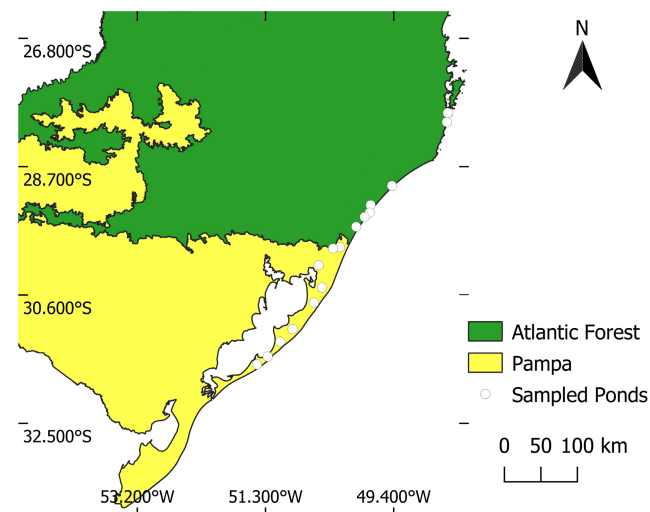 26.800°S
N
28.700°S
30.600°S
Atlantic Forest
Pampa
Sampled Ponds
32.500°S
0 50 100 km
53.200°W 51.300°W 49.400°W